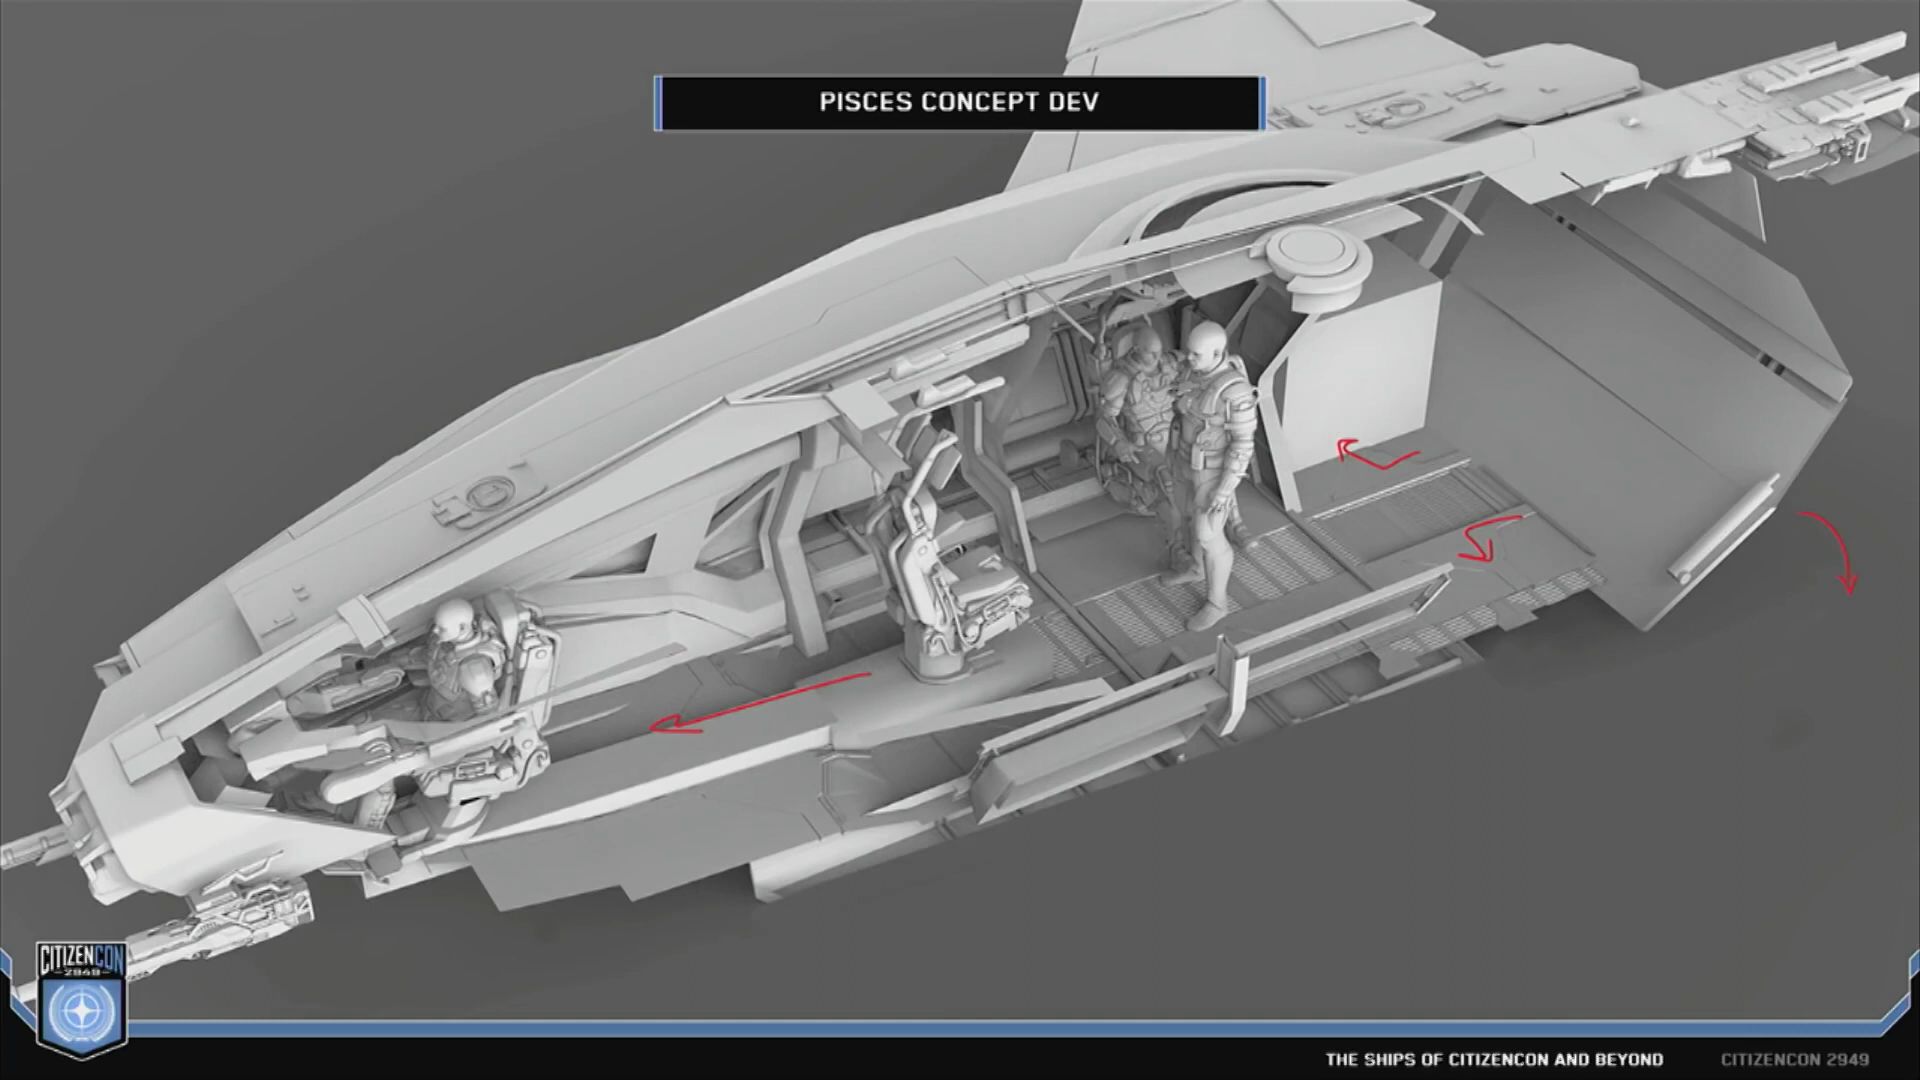 PISCES CONCEPT DEV
CITIZENCON
2949
THE SHIPS OF CITIZENCON AND BEYOND
CITIZENCON 2949